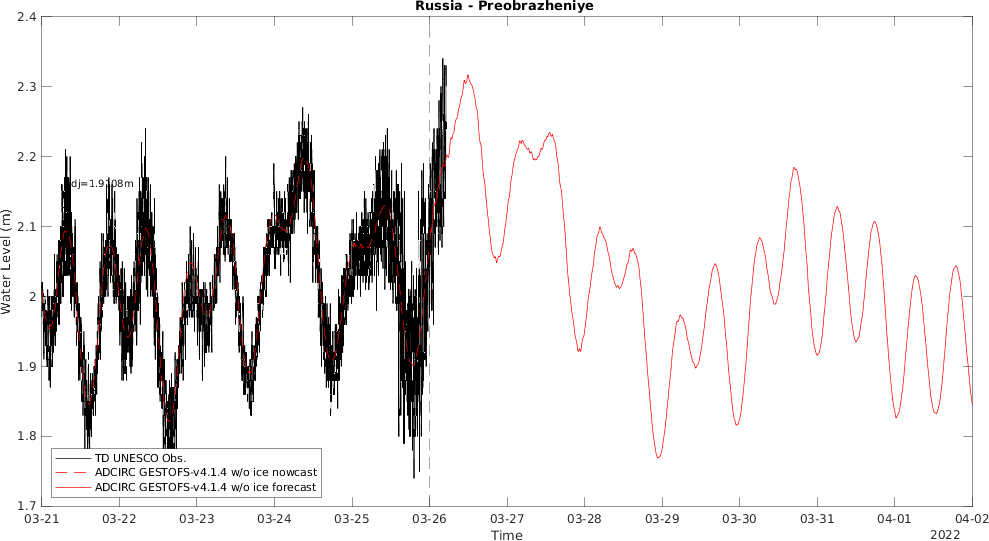 Russia - Preobrazheniye
2.4
2.3
2.2
2.1
2
1.9
1.8
1.7
Water Level (m)
TD UNESCO Obs.
ADCIRC GESTOFS-v4.1.4 w/o ice nowcast
ADCIRC GESTOFS-v4.1.4 w/o ice forecast
03-21 03-22 03-23 03-24 03-25 03-26 03-27 03-28 03-29 03-30 03-31 04-01 04-02
Time
2022